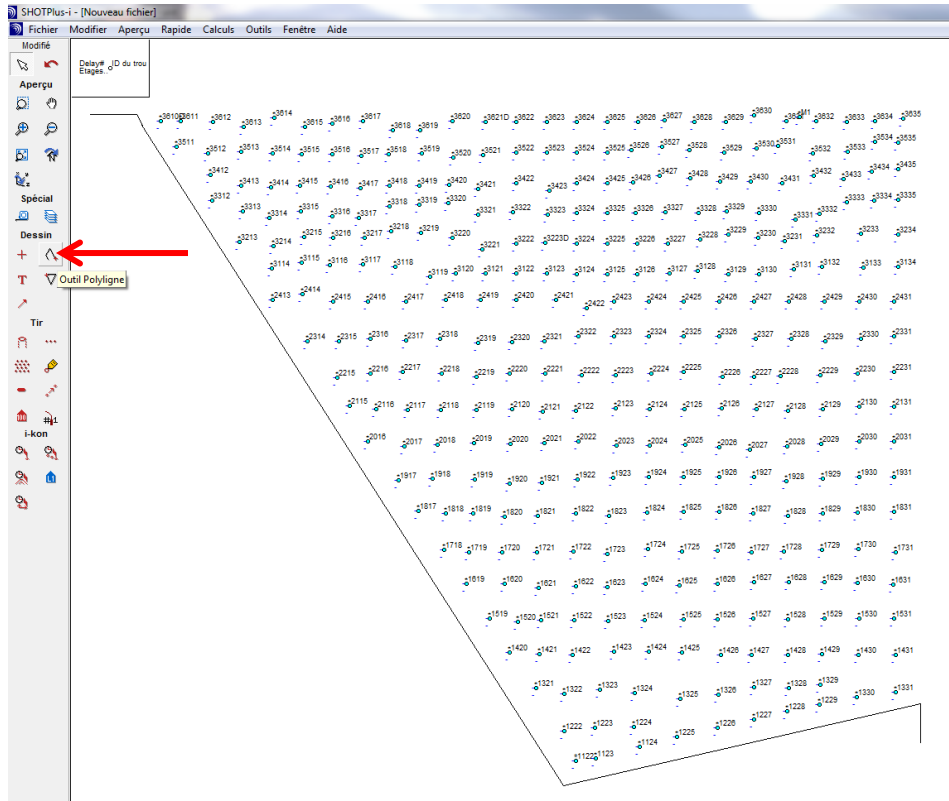 SHOTPlus-i - [Nouveau fichier]
Fichier Modifier Aperçu Rapide Calculs Outils Fenêtre Aide
Modifié
Delay# ID du trou
Etages..
Aperçu
Spécial
Dessin
T
Outil Polyligne
Tir
#1
i-kon
3611 3612 3613 3614 3615 3616 3617 3618 3619 3620 3621D 3622 3623 3624 3625 3626 3627 3628 3629 3630 M1 3632 3633 3634 3635
3511 3512 3513 3514 3515 3516 3517 3518 3519 3520 3521 3522 3523 3524 3525 3526 3527 3528 3529 3530 3531 3532 3533 3534 3535
3412 3413 3414 3415 3416 3417 3418 3419 3420 3421 3422 3423 3424 3425 3426 3427 3428 3429 3430 3431 3432 3433 3434 3435
3312 3313 3314 3315 3316 3317 3318 3319 3320 3321 3322 3323 3324 3325 3326 3327 3328 3329 3330 3331 3332 3333 3334 3335
3213 3214 3215 3216 3217 3218 3219 3220 3221 3222 3223D 3224 3225 3226 3227 3228 3229 3230 3231 3232 3233 3234
3114 3115 3116 3117 3118 3119 3120 3121 3122 3123 3124 3125 3126 3127 3128 3129 3130 3131 3132 3133 3134
2413 2414 2415 2416 2417 2418 2419 2420 2421 2422 2423 2424 2425 2426 2427 2428 2429 2430 2431
2314 2315 2316 2317 2318 2319 2320 2321 2322 2323 2324 2325 2326 2327 2328 2329 2330 2331
2215 2216 2217 2218 2219 2220 2221 2222 2223 2224 2225 2226 2227 2228 2229 2230 2231
2115 2116 2117 2118 2119 2120 2121 2122 2123 2124 2125 2126 2127 2128 2129 2130 2131
2016 2017 2018 2019 2020 2021 2022 2023 2024 2025 2026 2027 2028 2029 2030 2031
1917 1918 1919 1920 1921 1922 1923 1924 1925 1926 1927 1928 1929 1930 1931
1817 1818 1819 1820 1821 1822 1823 1824 1825 1826 1827 1828 1829 1830 1831
1718 1719 1720 1721 1722 1723 1724 1725 1726 1727 1728 1729 1730 1731
1619 1620 1621 1622 1623 1624 1625 1626 1627 1628 1629 1630 1631
1519 1520 1521 1522 1523 1524 1525 1526 1527 1528 1529 1530 1531
1420 1421 1422 1423 1424 1425 1426 1427 1428 1429 1430 1431
1321 1322 1323 1324 1325 1326 1327 1328 1329 1330 1331
1222 1223 1224 1225 1226 1227 1228 1229
1122 1123 1124